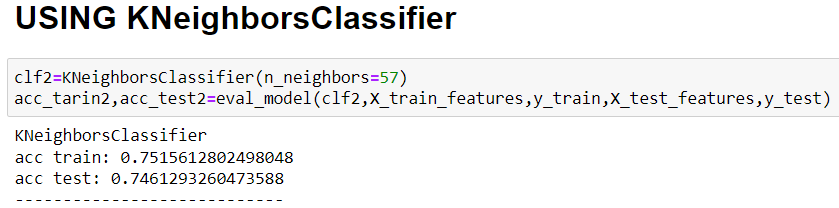 USING KNeighborsClassifier
clf2=KNeighborsClassifier(n_neighbors=57)
acc_tarin2,acc_test2=eval_model(clf2,X_train_features,y_train,X_test_features,y_test)
KNeighborsClassifier
acc train: 0.7515612802498048
acc test: 0.7461293260473588
----------------------------